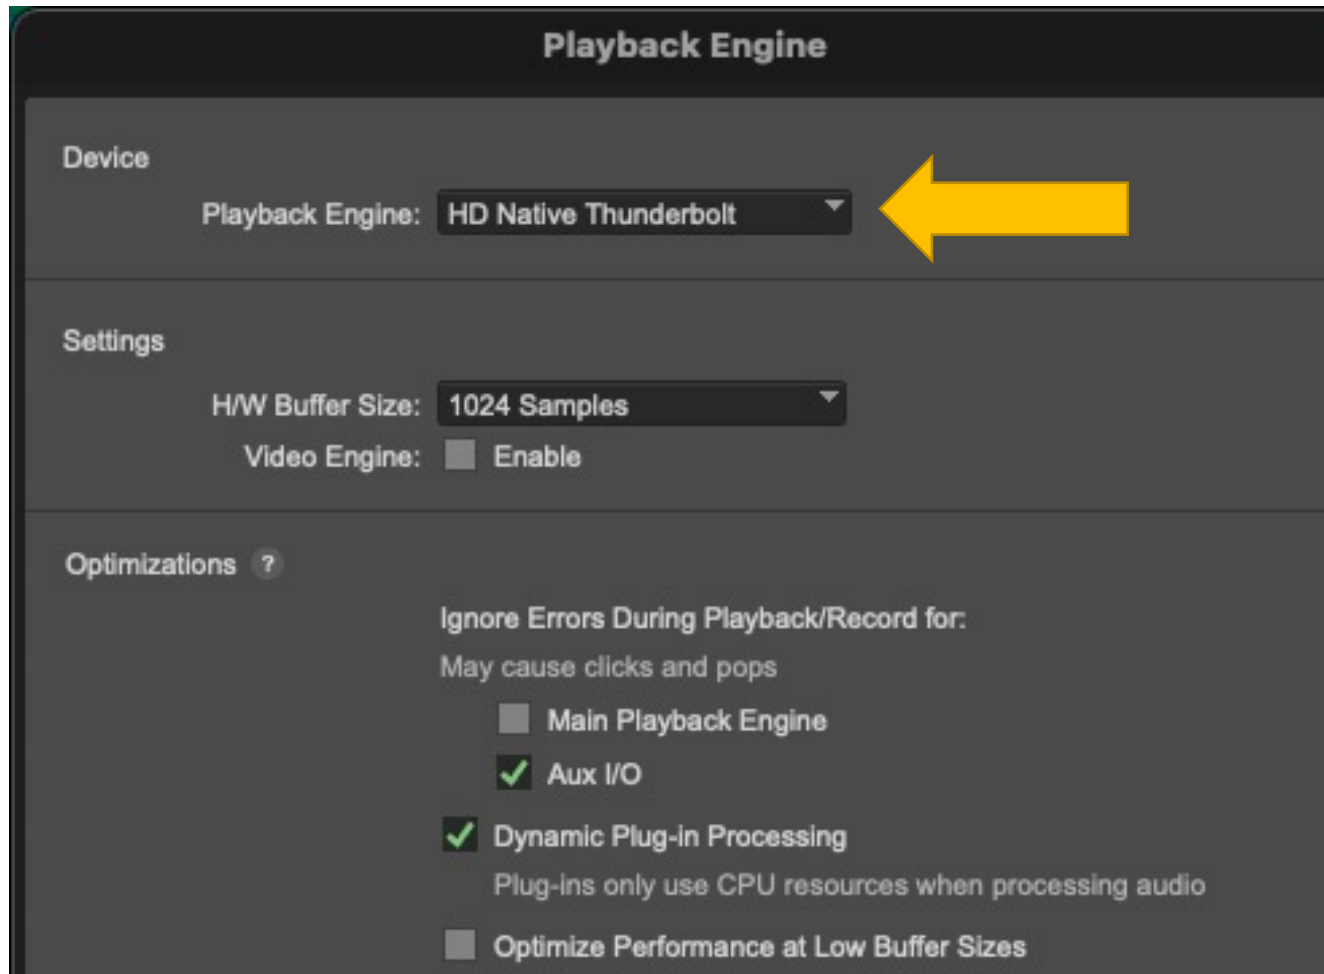 Playback Engine
Device
Playback Engine: HD Native Thunderbolt
Settings
H/W Buffer Size: 1024 Samples
Video Engine: Enable
Optimizations ?
Ignore Errors During Playback/Record for:
May cause clicks and pops
Main Playback Engine
Aux I/O
Dynamic Plug-in Processing
Plug-ins only use CPU resources when processing audio
Optimize Performance at Low Buffer Sizes